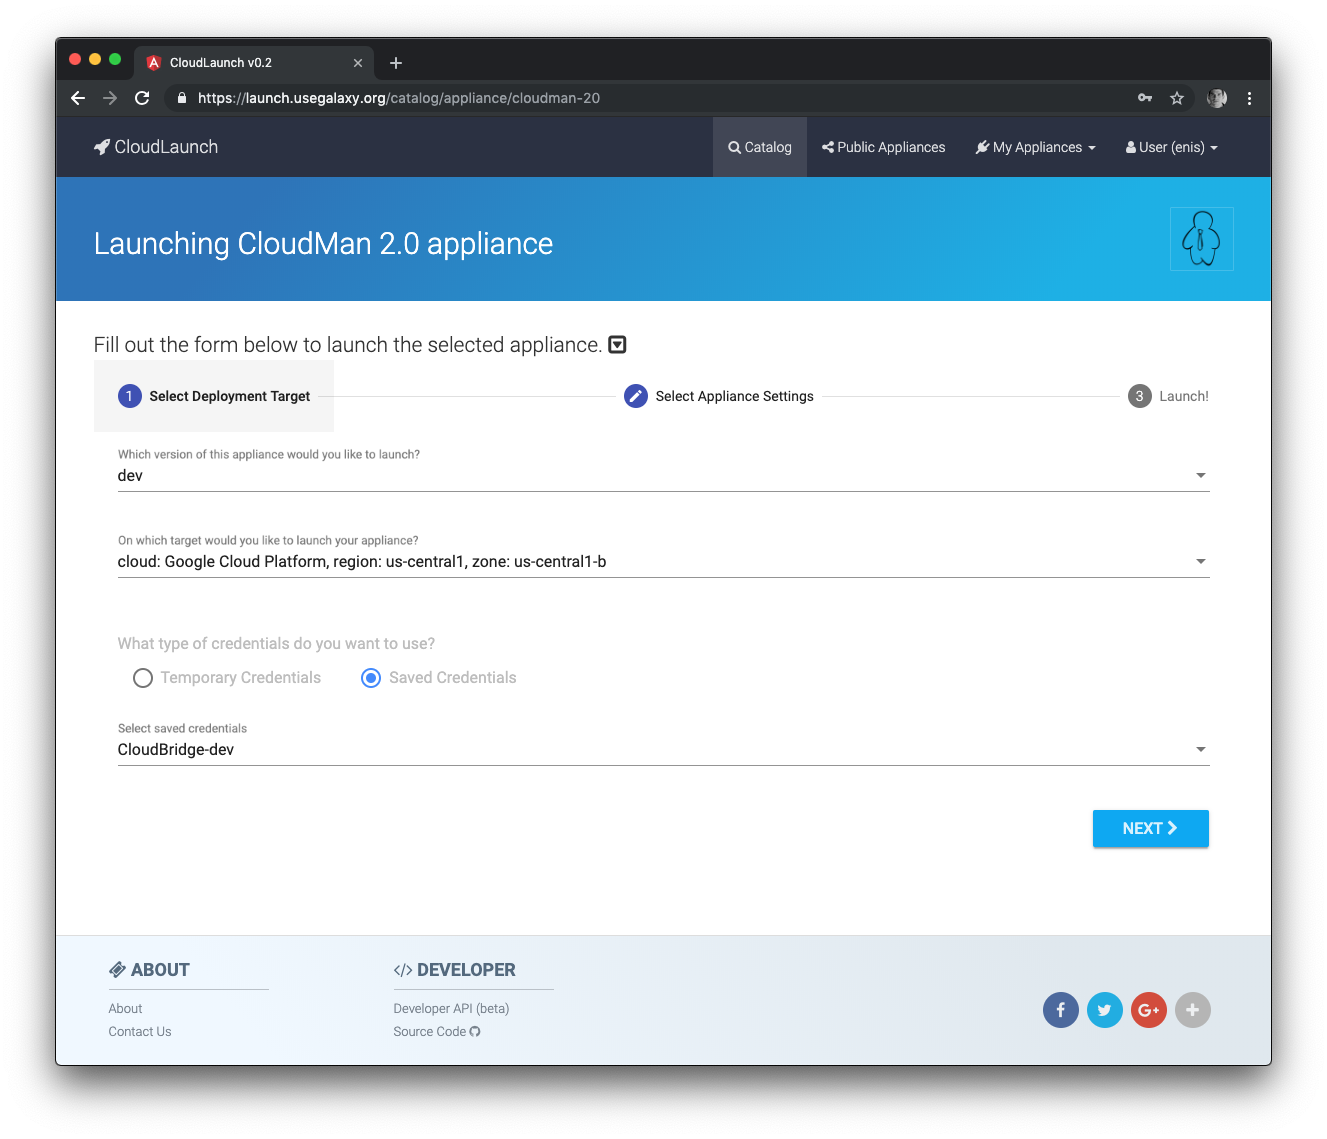 CloudLaunch v0.2
https://launch.usegalaxy.org/catalog/appliance/cloudman-20
CloudLaunch
Catalog
Public Appliances
My Appliances
User (enis)
Launching CloudMan 2.0 appliance
Fill out the form below to launch the selected appliance.
1 Select Deployment Target
Select Appliance Settings
3 Launch!
Which version of this appliance would you like to launch?
dev
On which target would you like to launch your appliance?
cloud: Google Cloud Platform, region: us-central1, zone: us-central1-b
What type of credentials do you want to use?
Temporary Credentials
Saved Credentials
Select saved credentials
CloudBridge-dev
NEXT
ABOUT
About
Contact Us
</> DEVELOPER
Developer API (beta)
Source Code
f
G+